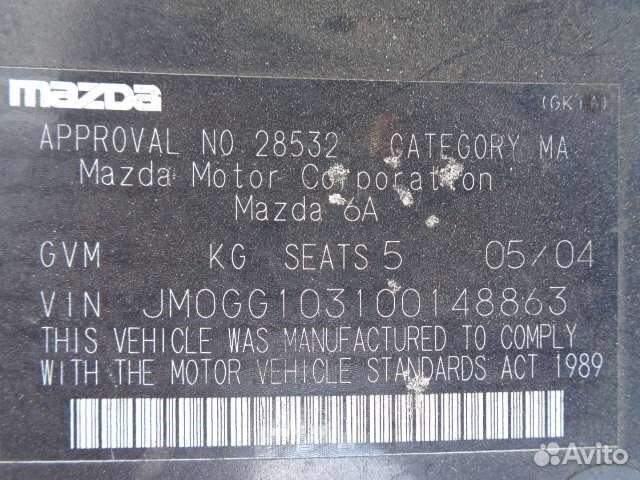 mazda
(GK)
APPROVAL NO. 28532 CATEGORY MA
Mazda Motor Corporation
Mazda 6A
GVM KG SEATS 5 05/04
VIN JM0GG103100148863
THIS VEHICLE WAS MANUFACTURED TO COMPLY
WITH THE MOTOR VEHICLE STANDARDS ACT 1989
Avito